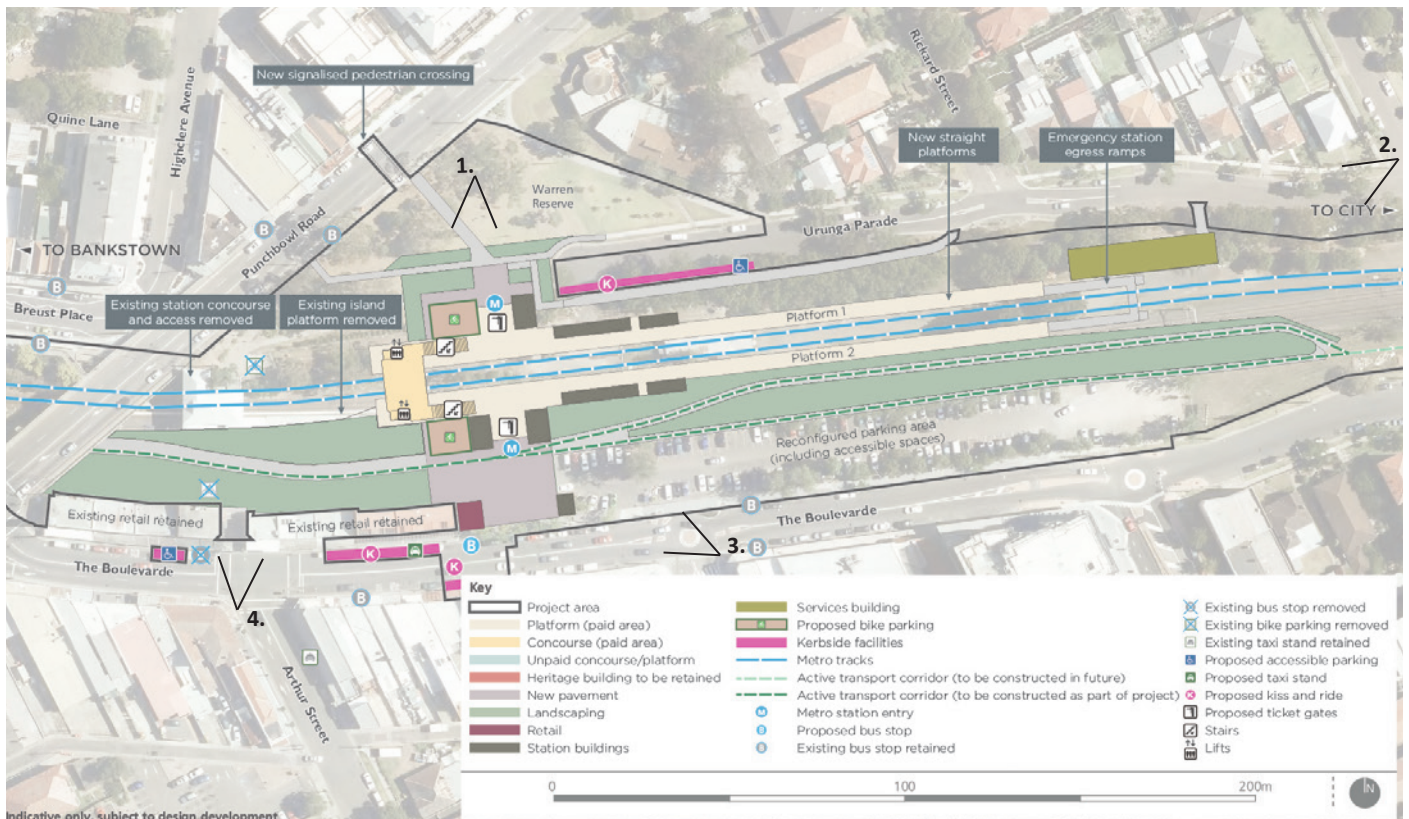 New signalised pedestrian crossing
Highclere Avenue
Quine Lane
Rickard Street
New straight
platforms
Emergency station
egress ramps
2.
1.
Warren
Reserve
TO CITY
TO BANKSTOWN
Punchbowl Road
B
B
Urunga Parade
B
Breust Place
B
Existing station concourse
and access removed
Existing island
platform removed
K
M
Platform 1
Platform 2
M
Reconfigured parking area
(including accessible spaces)
Existing retail retained
Existing retail retained
B
The Boulevarde
3.
B
B
K
K
The Boulevarde
B
4.
Arthur Street
Key
Project area
Platform (paid area)
Concourse (paid area)
Unpaid concourse/platform
Heritage building to be retained
New pavement
Landscaping
Retail
Station buildings
Services building
Proposed bike parking
Kerbside facilities
Metro tracks
Active transport corridor (to be constructed in future)
Active transport corridor (to be constructed as part of project)
M Metro station entry
B Proposed bus stop
B Existing bus stop retained
Existing bus stop removed
Existing bike parking removed
Existing taxi stand retained
Proposed accessible parking
Proposed taxi stand
K Proposed kiss and ride
Proposed ticket gates
Stairs
Lifts
0 100 200m
N
Indicative only, subject to design development